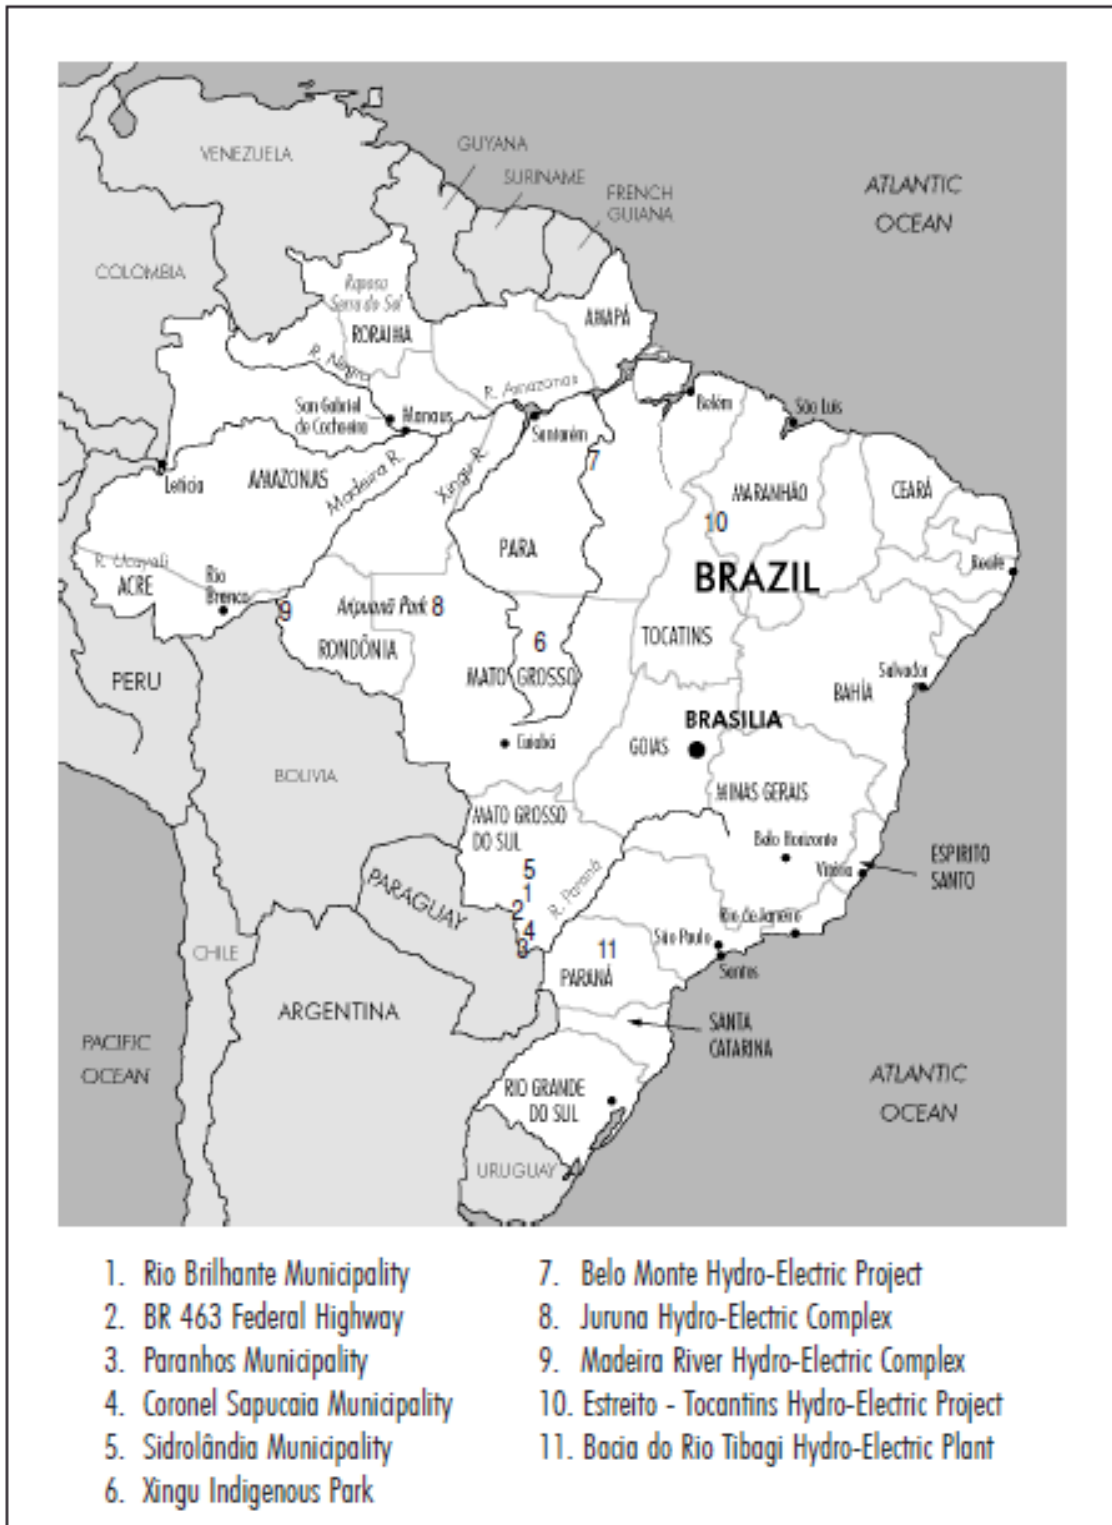 VENEZUELA
GUYANA
SURINAME
FRENCH
GUIANA
ATLANTIC
OCEAN
COLOMBIA
Raposa
Serra do Sol
RORAIMA
AMAPÁ
R. Negro
R. Amazonas
San Gabriel
de Cochoeira
Manaus
Santarém
Belém
São Luis
Leticia
AMAZONAS
Madeira R.
Xingu R.
7
MARANHÃO
CEARÁ
10
PARA
BRAZIL
Recife
R. Ucayali
ACRE
Rio
Branco
9
Aripuanã Park 8
RONDÔNIA
6
MATO GROSSO
TOCATINS
PERU
Salvador
BAHÍA
BRASILIA
Cuiabá
GOIAS
BOLIVIA
MINAS GERAIS
MATO GROSSO
DO SUL
Belo Horizonte
ESPIRITO
SANTO
Vitória
5
1
2
4
3
R. Paraná
PARAGUAY
Rio de Janeiro
São Paulo
Santos
11
PARANÁ
CHILE
ARGENTINA
SANTA
CATARINA
PACIFIC
OCEAN
RIO GRANDE
DO SUL
ATLANTIC
OCEAN
URUGUAY
1. Rio Brilhante Municipality
2. BR 463 Federal Highway
3. Paranhos Municipality
4. Coronel Sapucaia Municipality
5. Sidrolândia Municipality
6. Xingu Indigenous Park
7. Belo Monte Hydro-Electric Project
8. Juruna Hydro-Electric Complex
9. Madeira River Hydro-Electric Complex
10. Estreito - Tocantins Hydro-Electric Project
11. Bacia do Rio Tibagi Hydro-Electric Plant